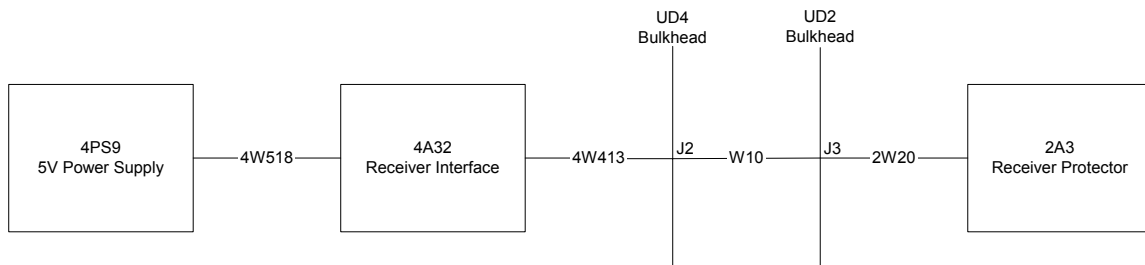 UD4
Bulkhead
UD2
Bulkhead
4PS9
5V Power Supply
4W518
4A32
Receiver Interface
4W413
J2
W10
J3
2W20
2A3
Receiver Protector